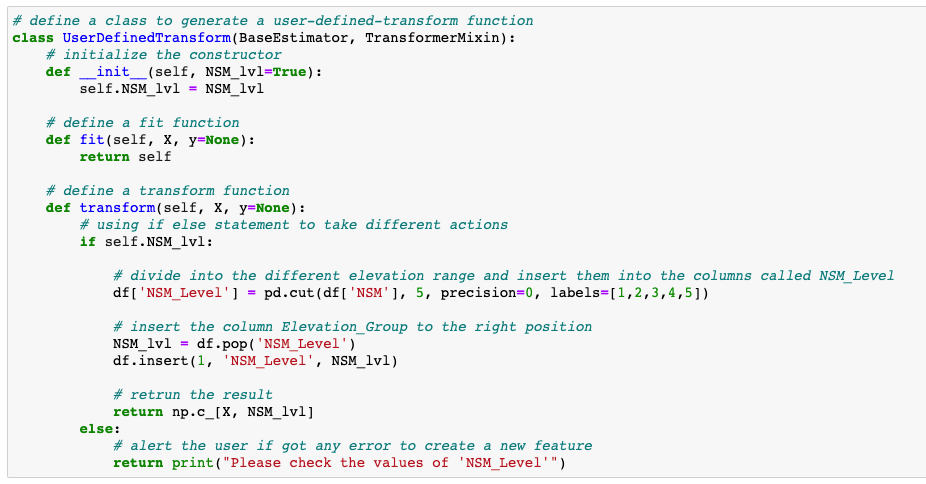 # define a class to generate a user-defined-transform function
class UserDefinedTransform(BaseEstimator, TransformerMixin):
    # initialize the constructor
    def __init__(self, NSM_lvl=True):
        self.NSM_lvl = NSM_lvl

    # define a fit function
    def fit(self, X, y=None):
        return self

    # define a transform function
    def transform(self, X, y=None):
        # using if else statement to take different actions
        if self.NSM_lvl:

            # divide into the different elevation range and insert them into the columns called NSM_Level
            df['NSM_Level'] = pd.cut(df['NSM'], 5, precision=0, labels=[1,2,3,4,5])

            # insert the column Elevation_Group to the right position
            NSM_lvl = df.pop('NSM_Level')
            df.insert(1, 'NSM_Level', NSM_lvl)

            # retrun the result
            return np.c_[X, NSM_lvl]
        else:
            # alert the user if got any error to create a new feature
            return print("Please check the values of 'NSM_Level'")